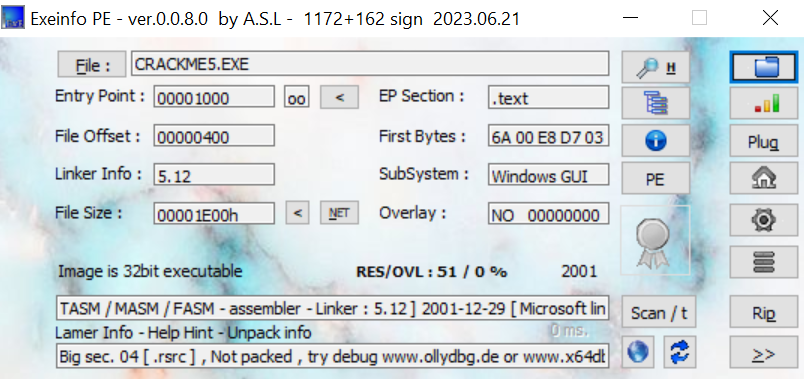 Exeinfo PE - ver.0.0.8.0 by A.S.L - 1172+162 sign 2023.06.21
File : CRACKME5.EXE H
Entry Point : 00001000 oo < EP Section : .text
File Offset : 00000400 First Bytes : 6A 00 E8 D7 03 Plug
Linker Info : 5.12 SubSystem : Windows GUI PE
File Size : 00001E00h < NET Overlay : NO 00000000
Image is 32bit executable RES/OVL : 51 / 0 % 2001
TASM / MASM / FASM - assembler - Linker : 5.12 ] 2001-12-29 [ Microsoft lin Scan / t Rip
Lamer Info - Help Hint - Unpack info 0 ms.
Big sec. 04 [ .rsrc ] , Not packed , try debug www.ollydbg.de or www.x64d >>